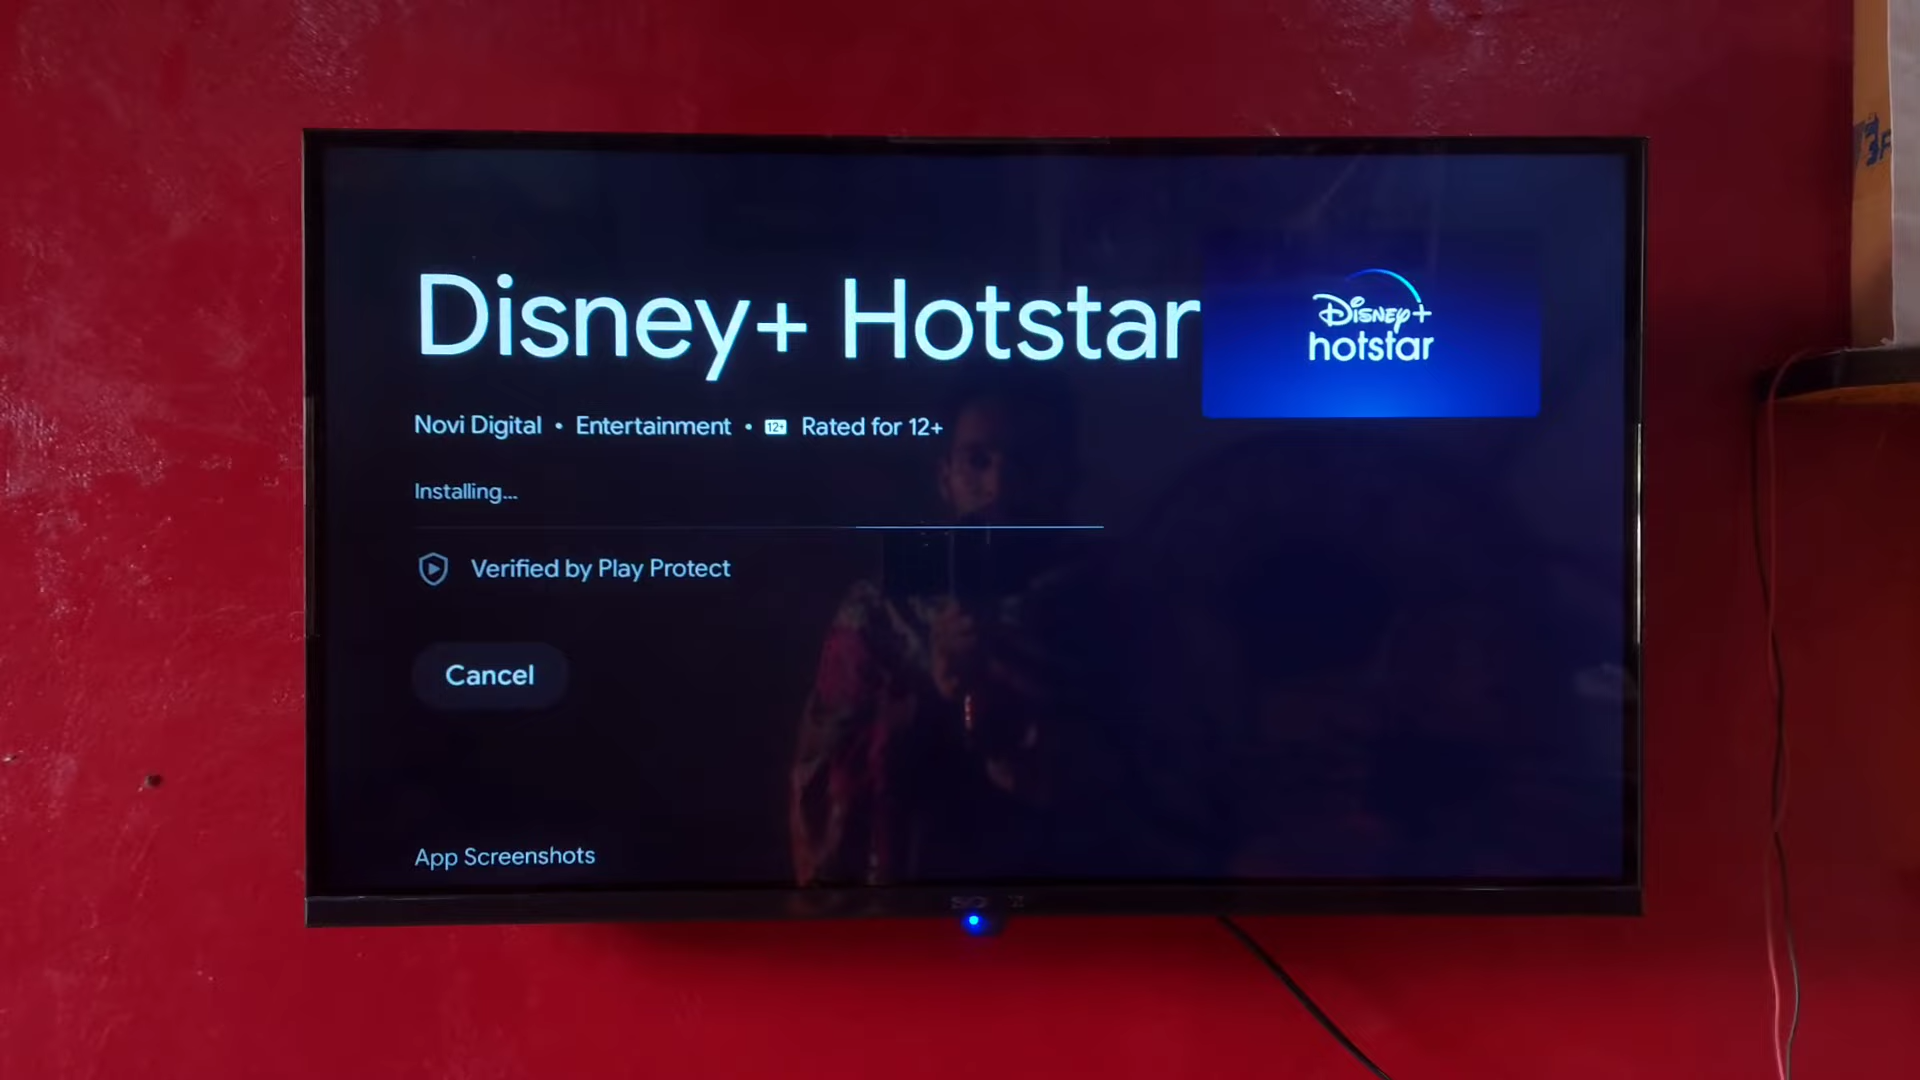 Disney+ Hotstar
Disney+
hotstar
Novi Digital • Entertainment • 12+ Rated for 12+
Installing...
Verified by Play Protect
Cancel
App Screenshots